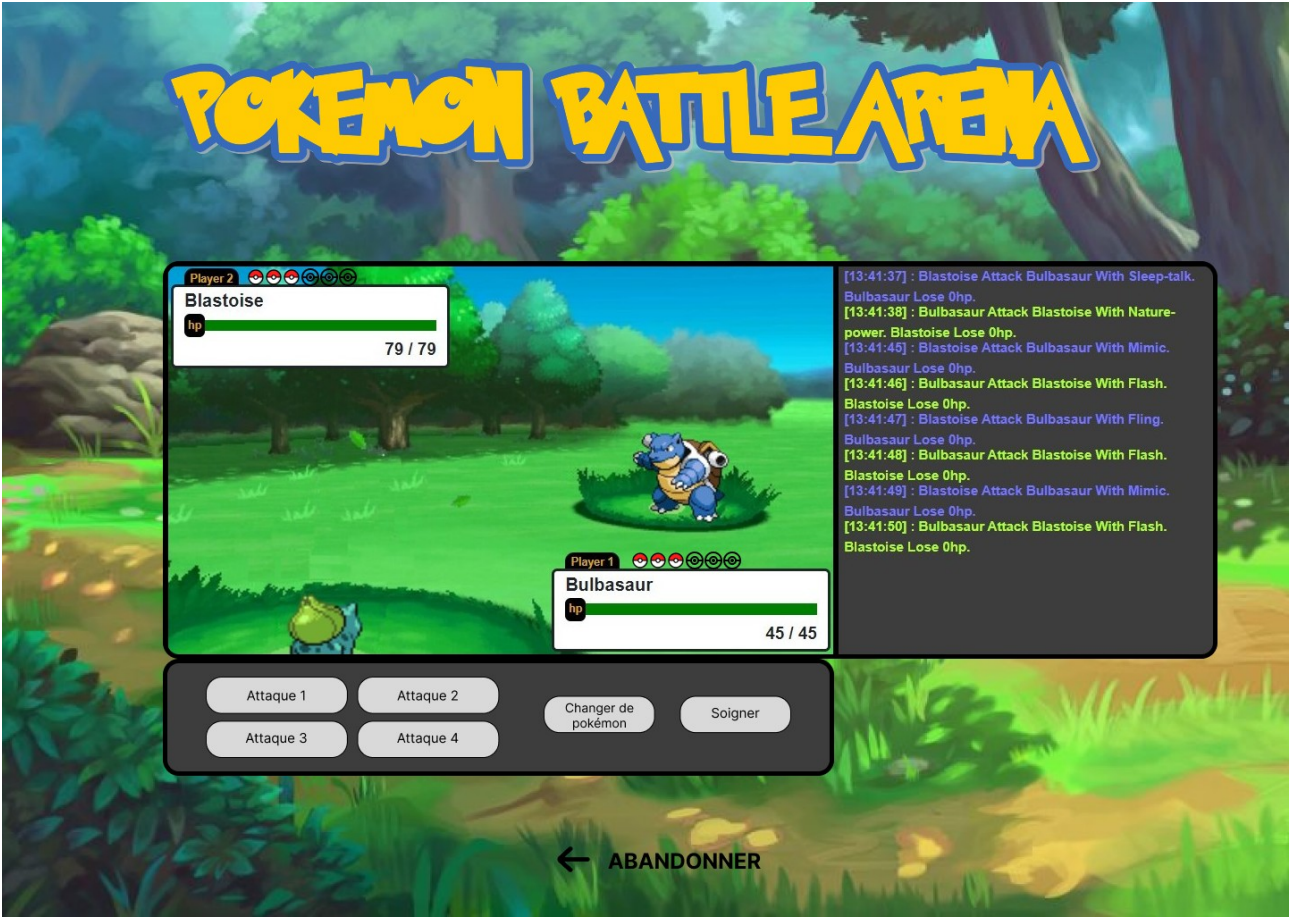 POKEMON BATTLE ARENA
Player 2
Blastoise
hp
79 / 79
[13:41:37] : Blastoise Attack Bulbasaur With Sleep-talk.
Bulbasaur Lose 0hp.
[13:41:38] : Bulbasaur Attack Blastoise With Nature-
power. Blastoise Lose 0hp.
[13:41:45] : Blastoise Attack Bulbasaur With Mimic.
Bulbasaur Lose 0hp.
[13:41:46] : Bulbasaur Attack Blastoise With Flash.
Blastoise Lose 0hp.
[13:41:47] : Blastoise Attack Bulbasaur With Fling.
Bulbasaur Lose 0hp.
[13:41:48] : Bulbasaur Attack Blastoise With Flash.
Blastoise Lose 0hp.
[13:41:49] : Blastoise Attack Bulbasaur With Mimic.
Bulbasaur Lose 0hp.
[13:41:50] : Bulbasaur Attack Blastoise With Flash.
Blastoise Lose 0hp.
Player 1
Bulbasaur
hp
45 / 45
Attaque 1
Attaque 2
Attaque 3
Attaque 4
Changer de
pokémon
Soigner
ABANDONNER